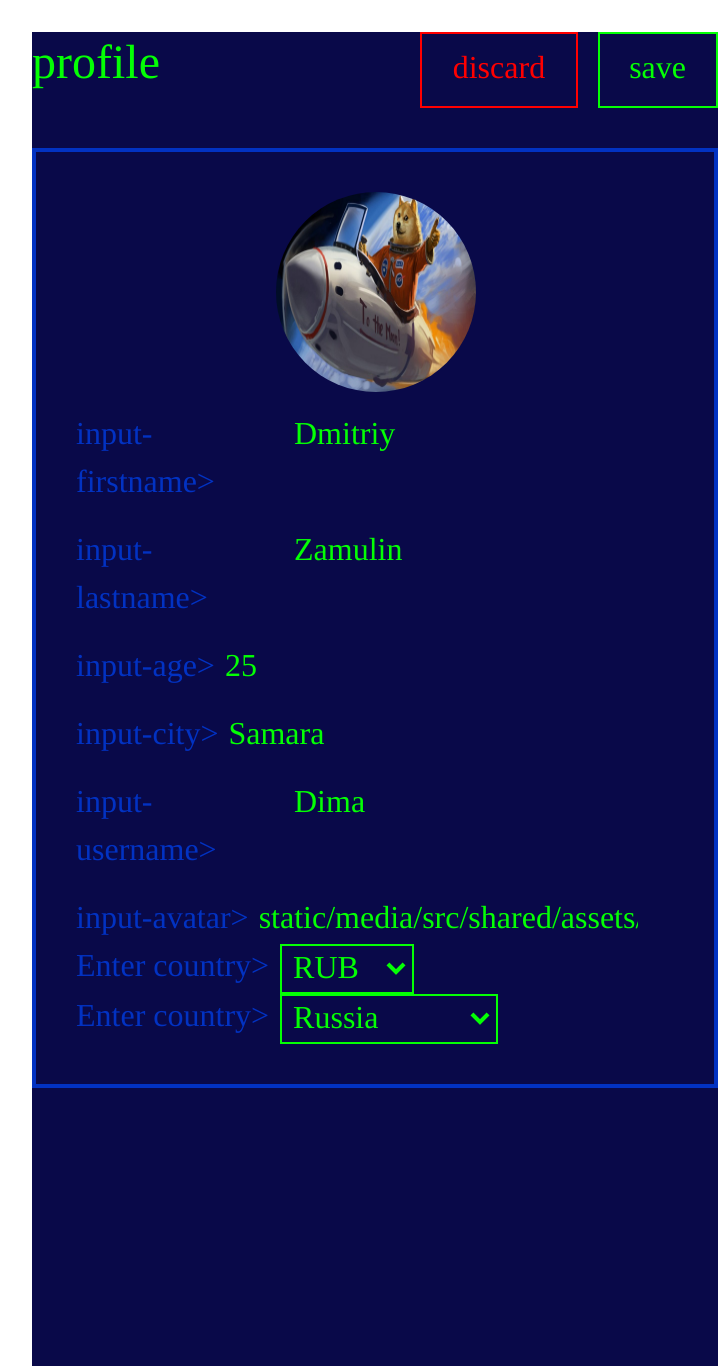 profile discard save
To the Moon!
input- Dmitriy
firstname>
input- Zamulin
lastname>
input-age> 25
input-city> Samara
input- Dima
username>
input-avatar> static/media/src/shared/assets/
Enter country> RUB
Enter country> Russia